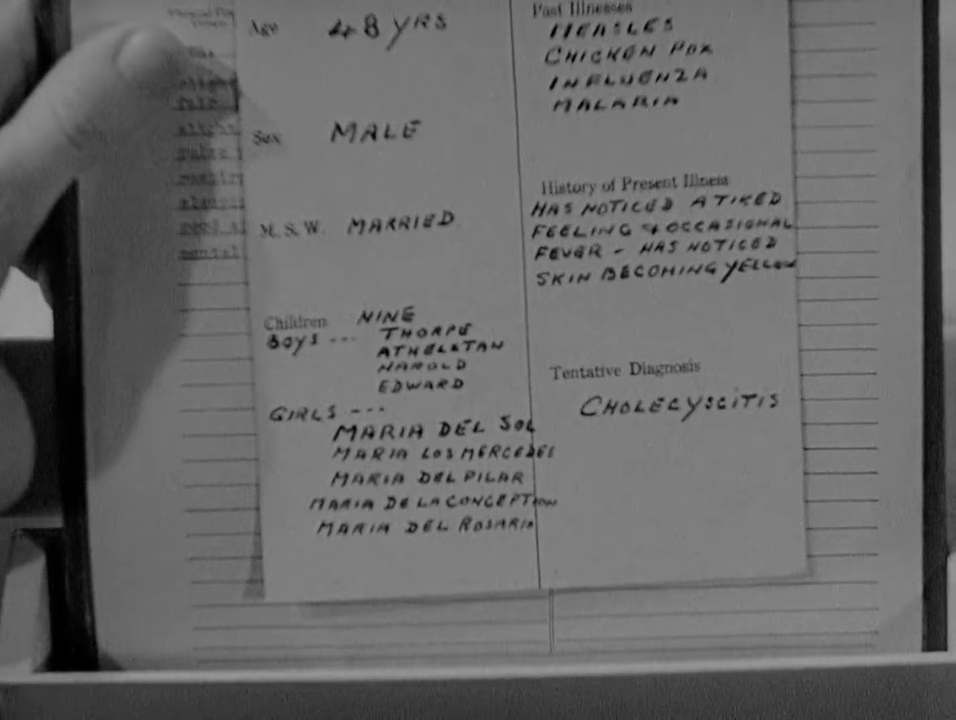 Age 48 YRS
Sex MALE
M. S. W. MARRIED
Children NINE
BOYS --- THORPE
ATHELSTAN
HAROLD
EDWARD
GIRLS ---
MARIA DEL SOL
MARIA LOS MERCEDES
MARIA DEL PILAR
MARIA DE LA CONCEPTION
MARIA DEL ROSARIO
Past Illnesses
MEASLES
CHICKEN POX
INFLUENZA
MALARIA
History of Present Illness
HAS NOTICED A TIRED
FEELING & OCCASIONAL
FEVER - HAS NOTICED
SKIN BECOMING YELLOW
Tentative Diagnosis
CHOLECYSCITIS
mental